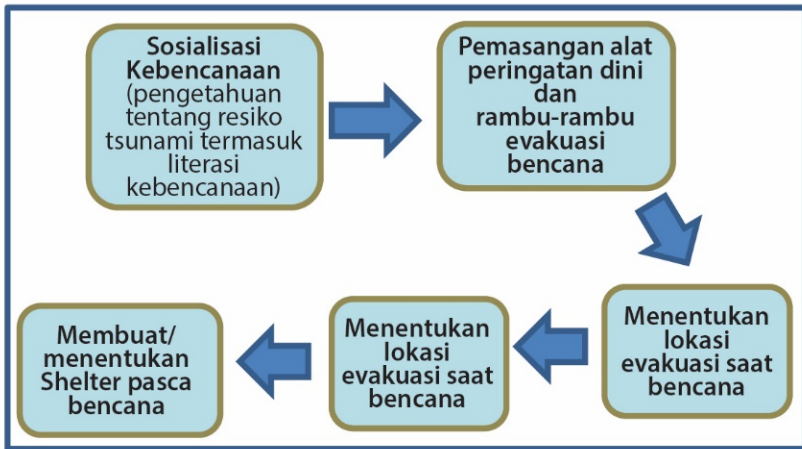 Sosialisasi
Kebencanaan
(pengetahuan
tentang resiko
tsunami termasuk
literasi
kebencanaan)
Pemasangan alat
peringatan dini
dan
rambu-rambu
evakuasi
bencana
Menentukan
lokasi
evakuasi saat
bencana
Menentukan
lokasi
evakuasi saat
bencana
Membuat/
menentukan
Shelter pasca
bencana